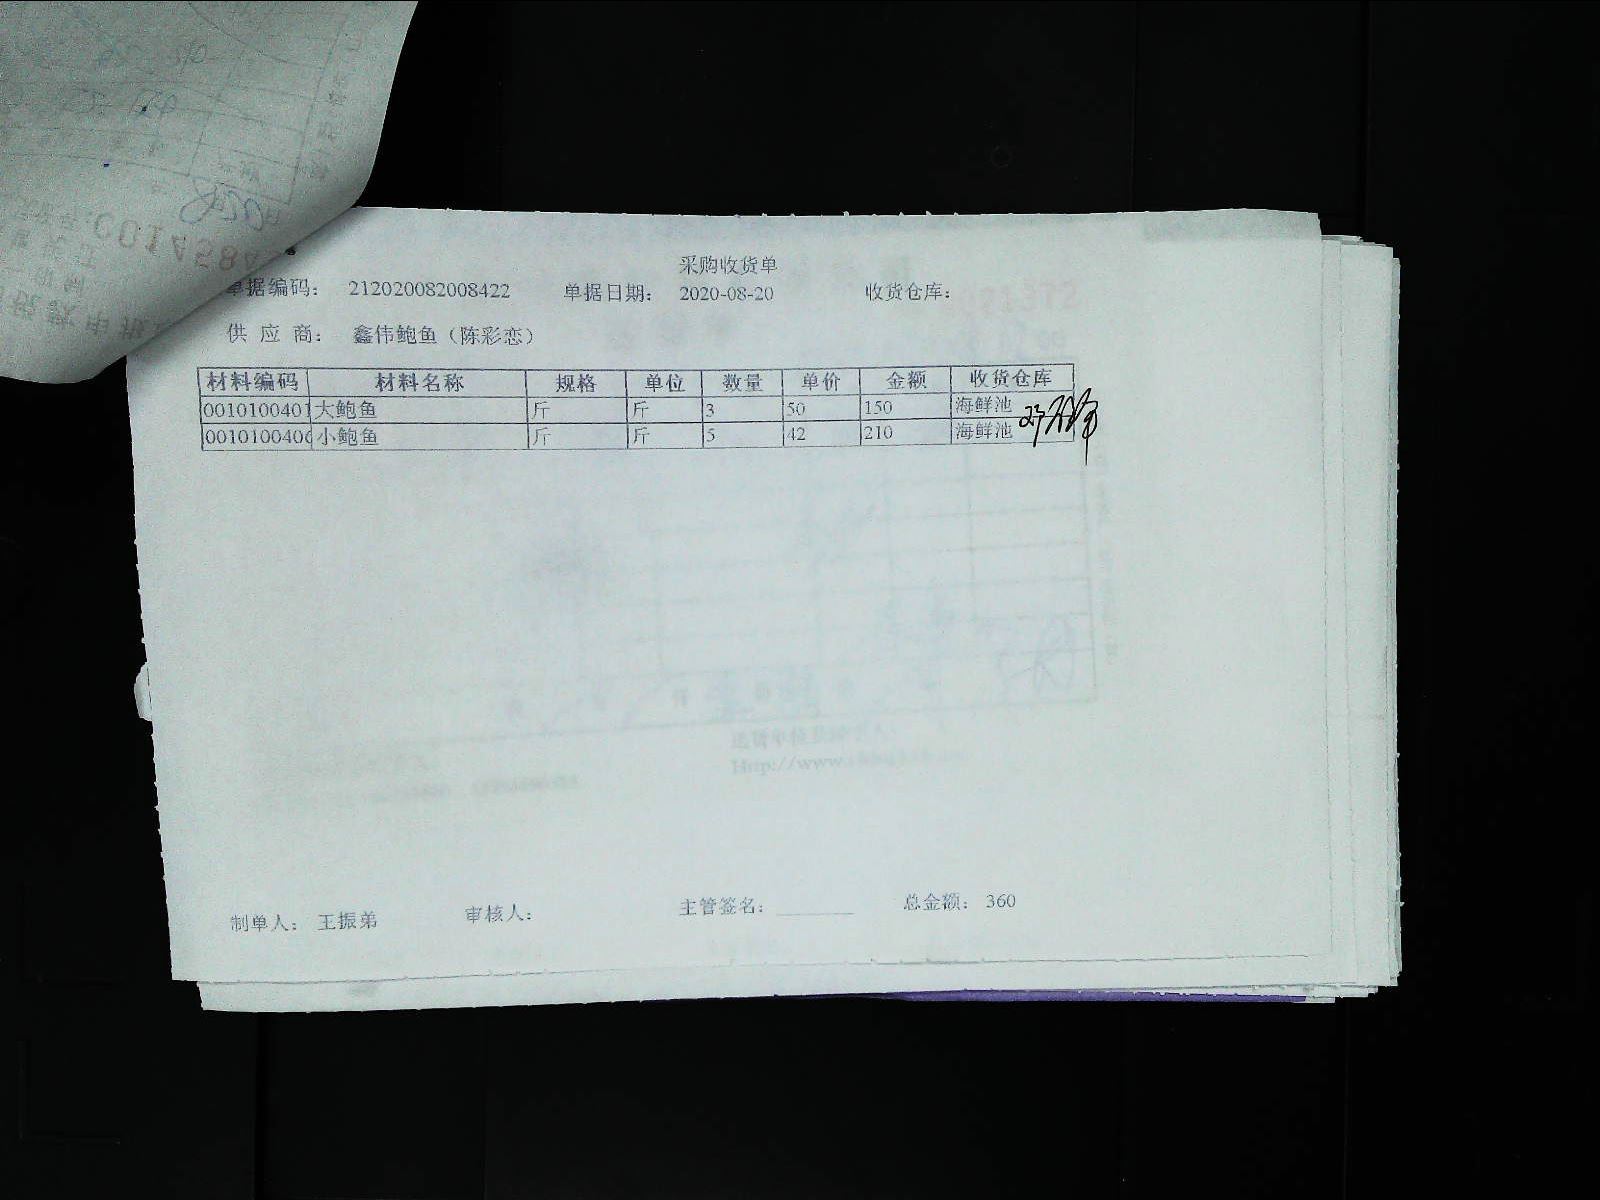 采购收货单
单据编码： 212020082008422 单据日期： 2020-08-20 收货仓库：
供 应 商： 鑫伟鲍鱼（陈彩恋）
材料编码 材料名称 规格 单位 数量 单价 金额 收货仓库
0010100401 大鲍鱼 斤 斤 3 50 150 海鲜池
0010100406 小鲍鱼 斤 斤 5 42 210 海鲜池
制单人： 王振弟 审核人： 主管签名： 总金额： 360